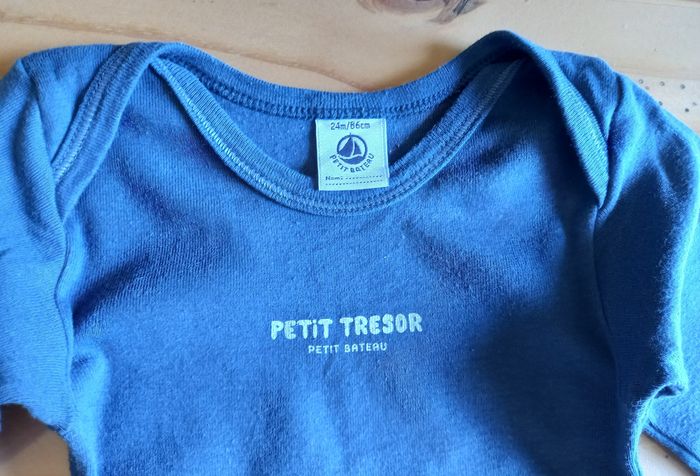 24m/86cm
PETIT BATEAU
Nom:
PETIT TRESOR
PETIT BATEAU